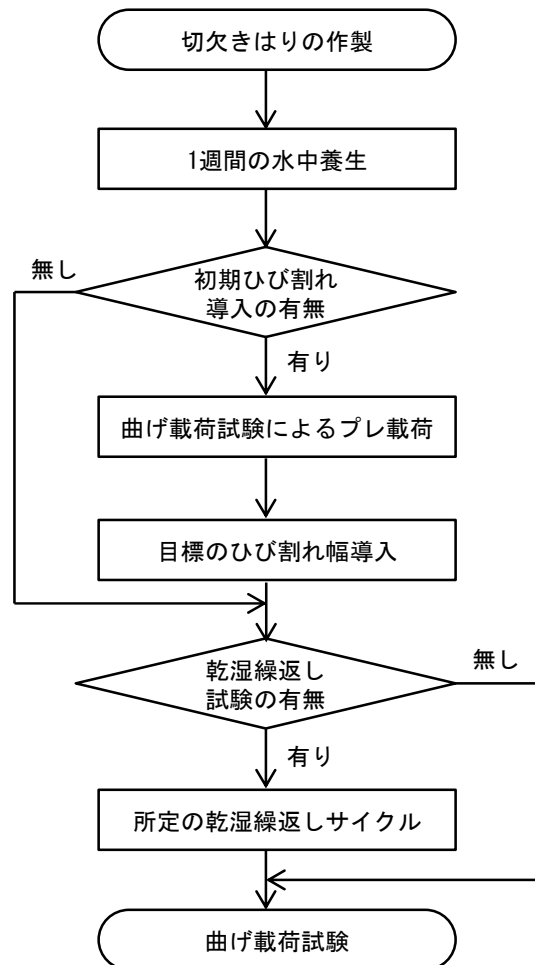 切欠きはりの作製
1週間の水中養生
無し
初期ひび割れ
導入の有無
有り
曲げ載荷試験によるプレ載荷
目標のひび割れ幅導入
乾湿繰返し
試験の有無
無し
有り
所定の乾湿繰返しサイクル
曲げ載荷試験